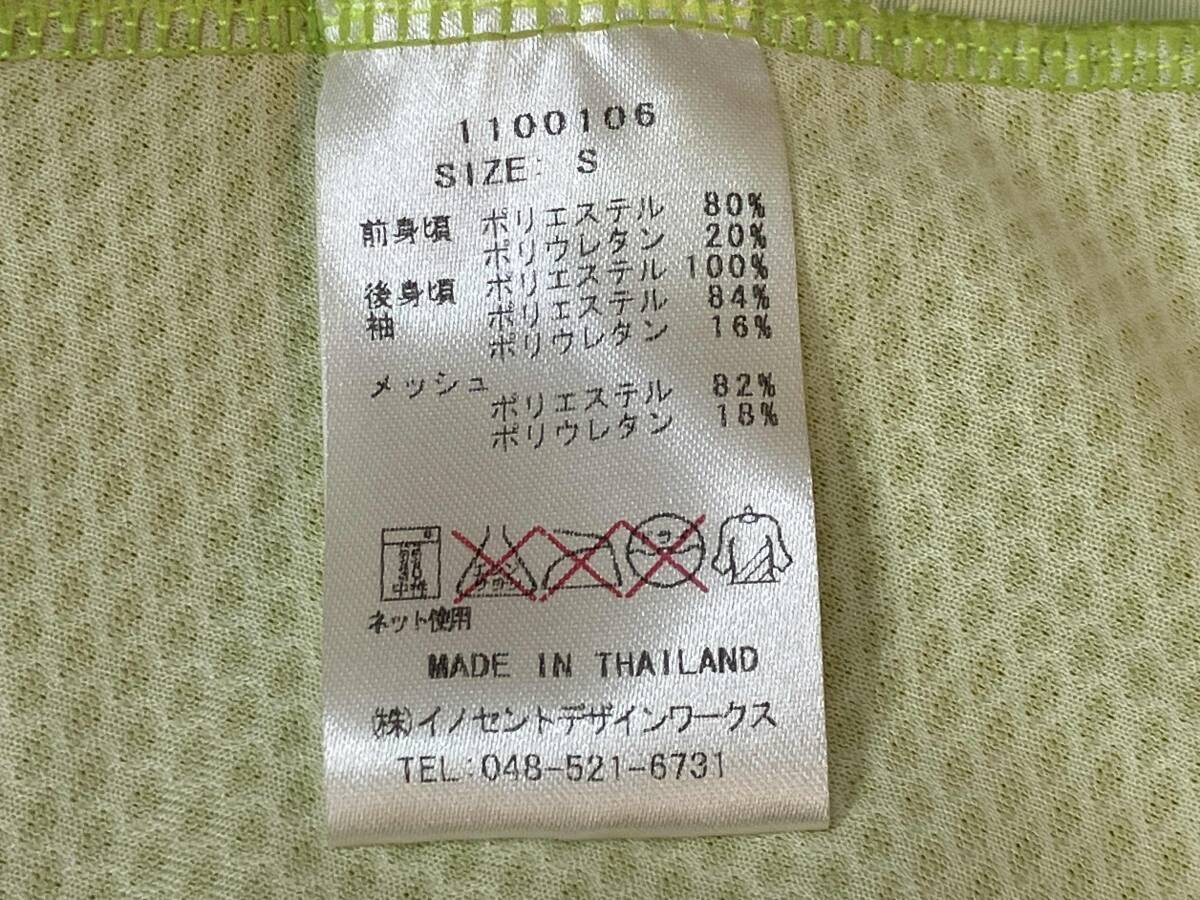 1100106
SIZE: S
前身頃 ポリエステル 80%
ポリウレタン 20%
後身頃 ポリエステル 100%
袖 ポリエステル 84%
ポリウレタン 16%
メッシュ
ポリエステル 82%
ポリウレタン 18%
中性
ネット使用
MADE IN THAILAND
(株)イノセントデザインワークス
TEL:048-521-6731